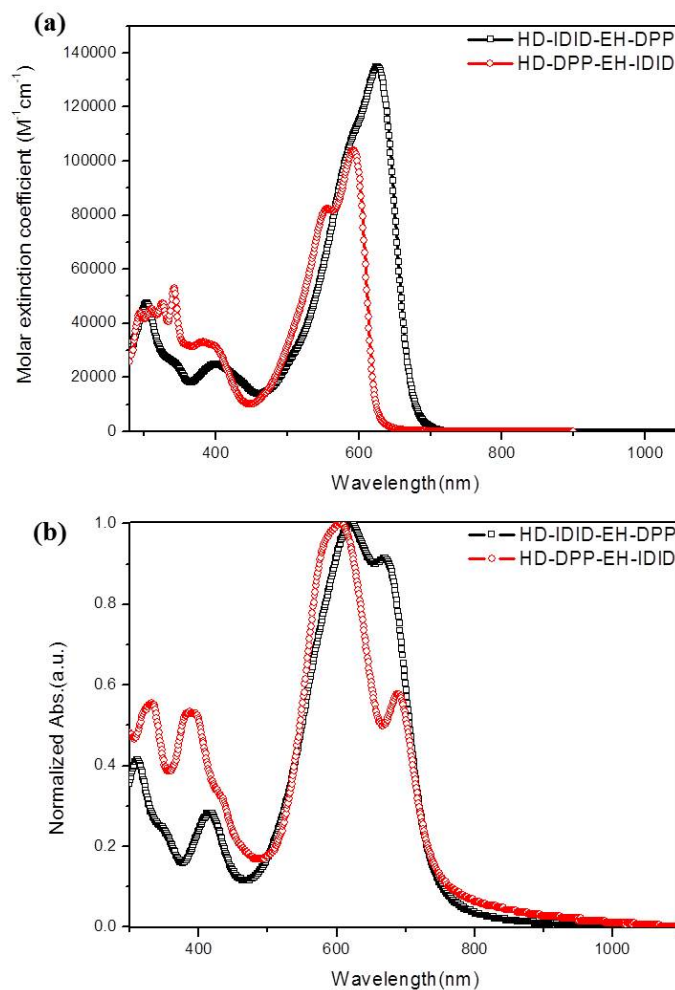 (a)
HD-IDID-EH-DPP
HD-DPP-EH-IDID
140000
120000
100000
80000
60000
40000
20000
0
Molar extinction coefficient (M⁻¹cm⁻¹)
400 600 800 1000
Wavelength(nm)
(b)
HD-IDID-EH-DPP
HD-DPP-EH-IDID
1.0
0.8
0.6
0.4
0.2
0.0
Normalized Abs.(a.u.)
400 600 800 1000
Wavelength(nm)